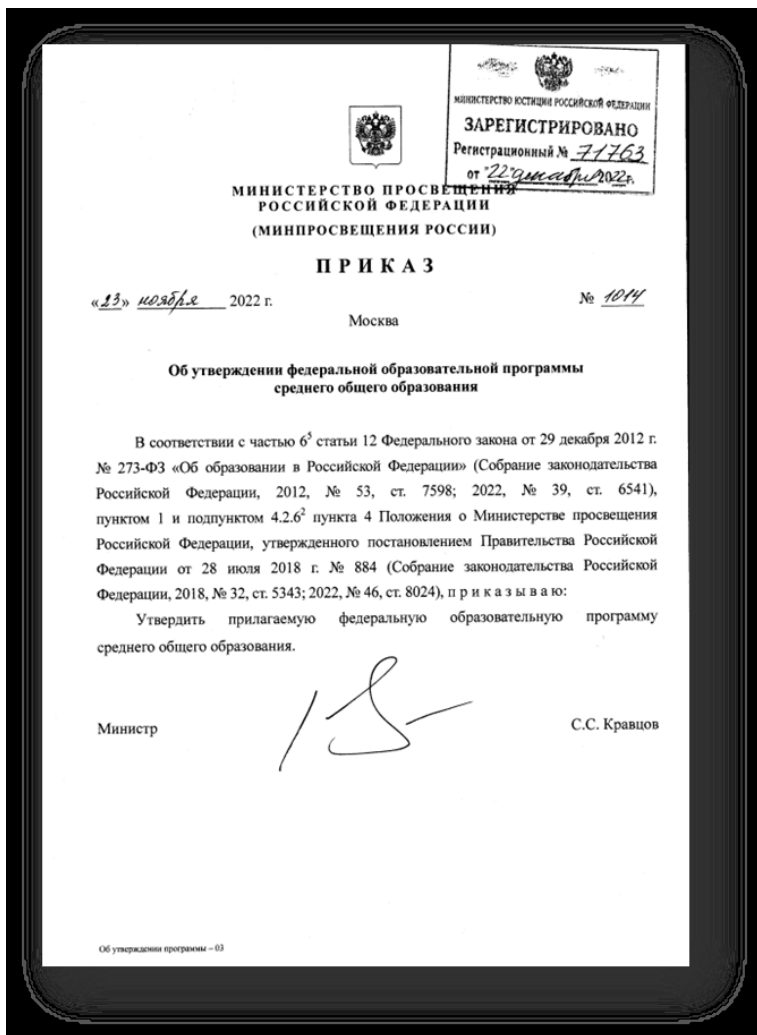 МИНИСТЕРСТВО ЮСТИЦИИ РОССИЙСКОЙ ФЕДЕРАЦИИ
ЗАРЕГИСТРИРОВАНО
Регистрационный № 71763
от "22" декабря 2022г.
МИНИСТЕРСТВО ПРОСВЕЩЕНИЯ
РОССИЙСКОЙ ФЕДЕРАЦИИ
(МИНПРОСВЕЩЕНИЯ РОССИИ)
ПРИКАЗ
«23» ноября 2022 г.
№ 1014
Москва
Об утверждении федеральной образовательной программы
среднего общего образования
В соответствии с частью 6⁵ статьи 12 Федерального закона от 29 декабря 2012 г.
№ 273-ФЗ «Об образовании в Российской Федерации» (Собрание законодательства
Российской Федерации, 2012, № 53, ст. 7598; 2022, № 39, ст. 6541),
пунктом 1 и подпунктом 4.2.6² пункта 4 Положения о Министерстве просвещения
Российской Федерации, утвержденного постановлением Правительства Российской
Федерации от 28 июля 2018 г. № 884 (Собрание законодательства Российской
Федерации, 2018, № 32, ст. 5343; 2022, № 46, ст. 8024), п р и к а з ы в а ю:
Утвердить прилагаемую федеральную образовательную программу
среднего общего образования.
Министр
С.С. Кравцов
Об утверждении программы – 03